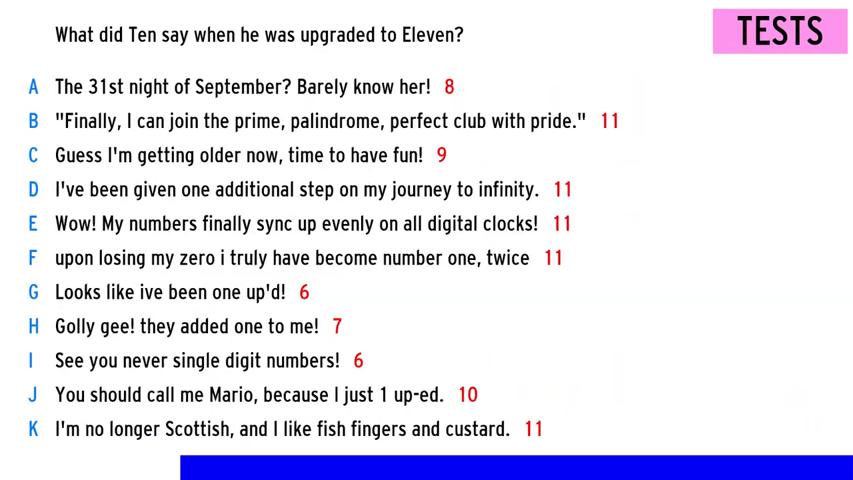 What did Ten say when he was upgraded to Eleven?
TESTS
A The 31st night of September? Barely know her! 8
B "Finally, I can join the prime, palindrome, perfect club with pride." 11
C Guess I'm getting older now, time to have fun! 9
D I've been given one additional step on my journey to infinity. 11
E Wow! My numbers finally sync up evenly on all digital clocks! 11
F upon losing my zero i truly have become number one, twice 11
G Looks like ive been one up'd! 6
H Golly gee! they added one to me! 7
I See you never single digit numbers! 6
J You should call me Mario, because I just 1 up-ed. 10
K I'm no longer Scottish, and I like fish fingers and custard. 11